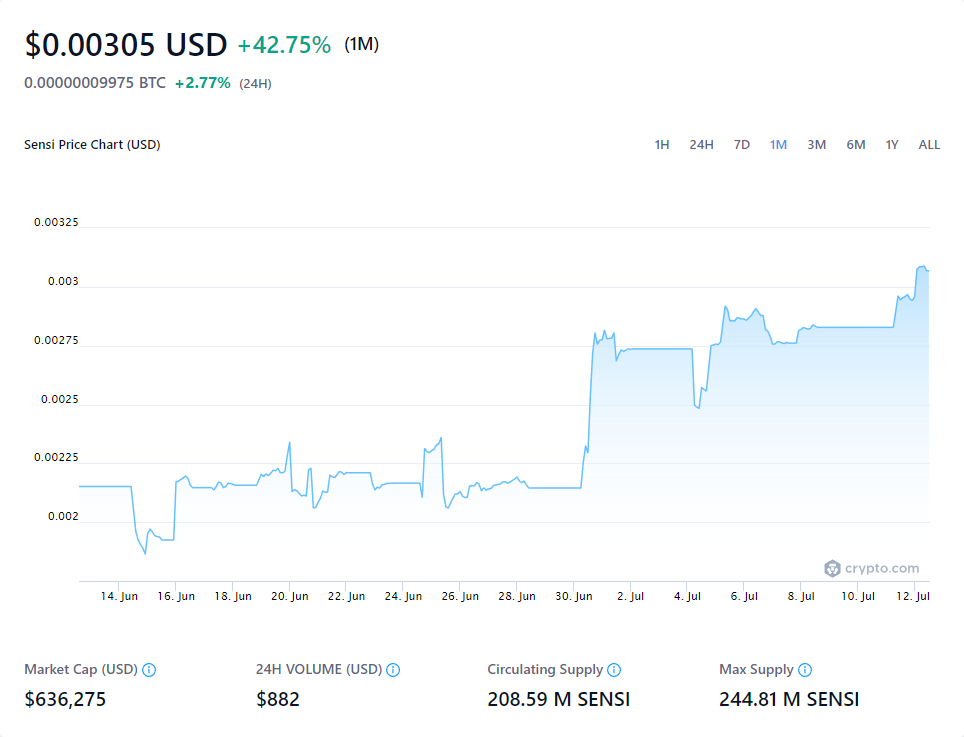 $0.00305 USD +42.75% (1M)
0.00000009975 BTC +2.77% (24H)
Sensi Price Chart (USD) 1H 24H 7D 1M 3M 6M 1Y ALL
0.00325
0.003
0.00275
0.0025
0.00225
0.002
crypto.com
14. Jun 16. Jun 18. Jun 20. Jun 22. Jun 24. Jun 26. Jun 28. Jun 30. Jun 2. Jul 4. Jul 6. Jul 8. Jul 10. Jul 12. Jul
Market Cap (USD) 24H VOLUME (USD) Circulating Supply Max Supply
$636,275 $882 208.59 M SENSI 244.81 M SENSI